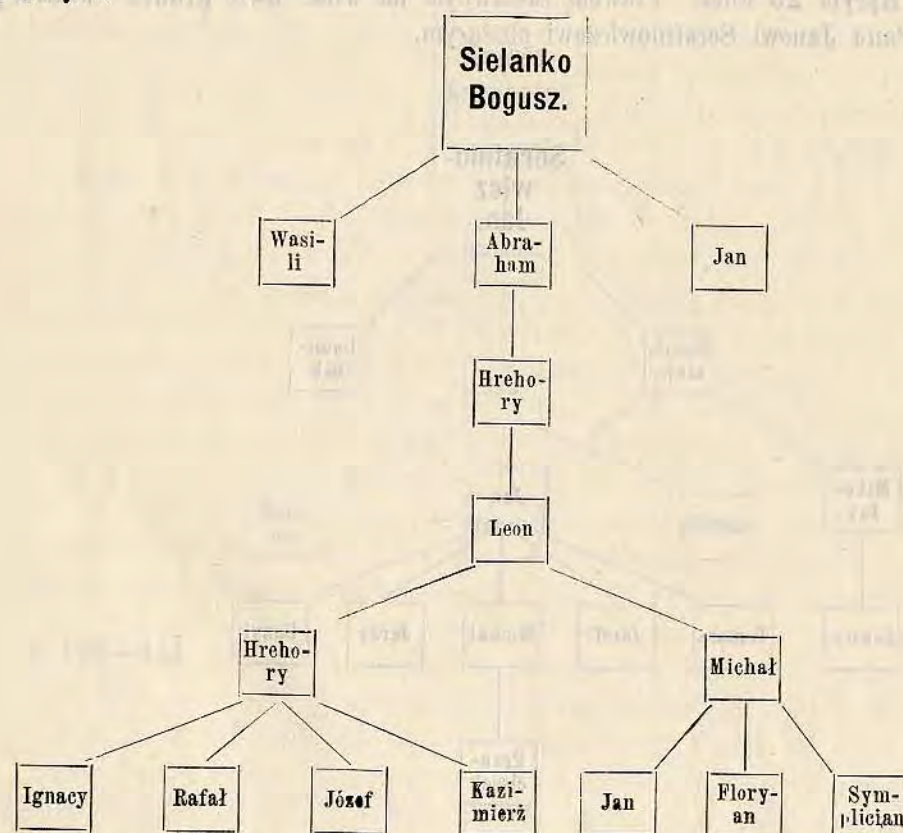 Sielanko
Bogusz.
Wasi-
li
Abra-
ham
Jan
Hreho-
ry
Leon
Hreho-
ry
Michał
Ignacy
Rafał
Józef
Kazi-
mierż
Jan
Flory-
an
Sym-
plician